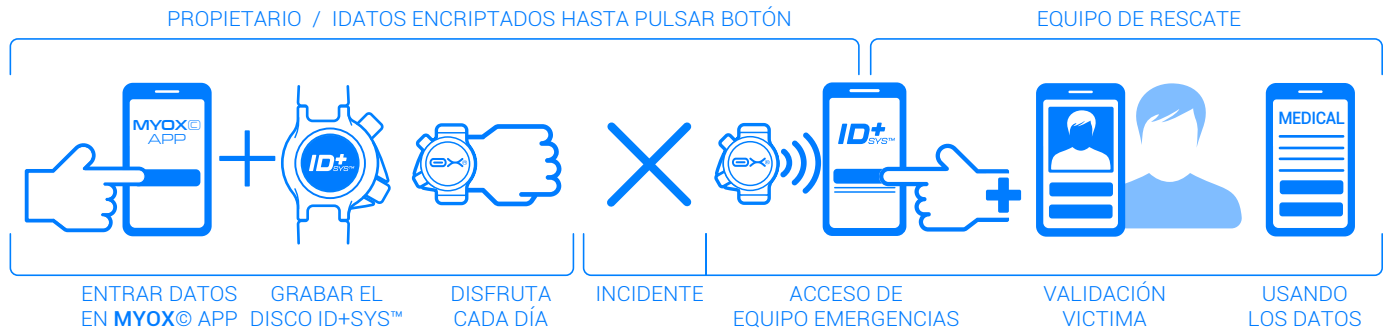 PROPIETARIO / IDATOS ENCRIPTADOS HASTA PULSAR BOTÓN
EQUIPO DE RESCATE
MYOX©
APP
ID+
SYS™
OX®
OX®
ID+
SYS™
MEDICAL
ENTRAR DATOS
EN MYOX© APP
GRABAR EL
DISCO ID+SYS™
DISFRUTA
CADA DÍA
INCIDENTE
ACCESO DE
EQUIPO EMERGENCIAS
VALIDACIÓN
VICTIMA
USANDO
LOS DATOS